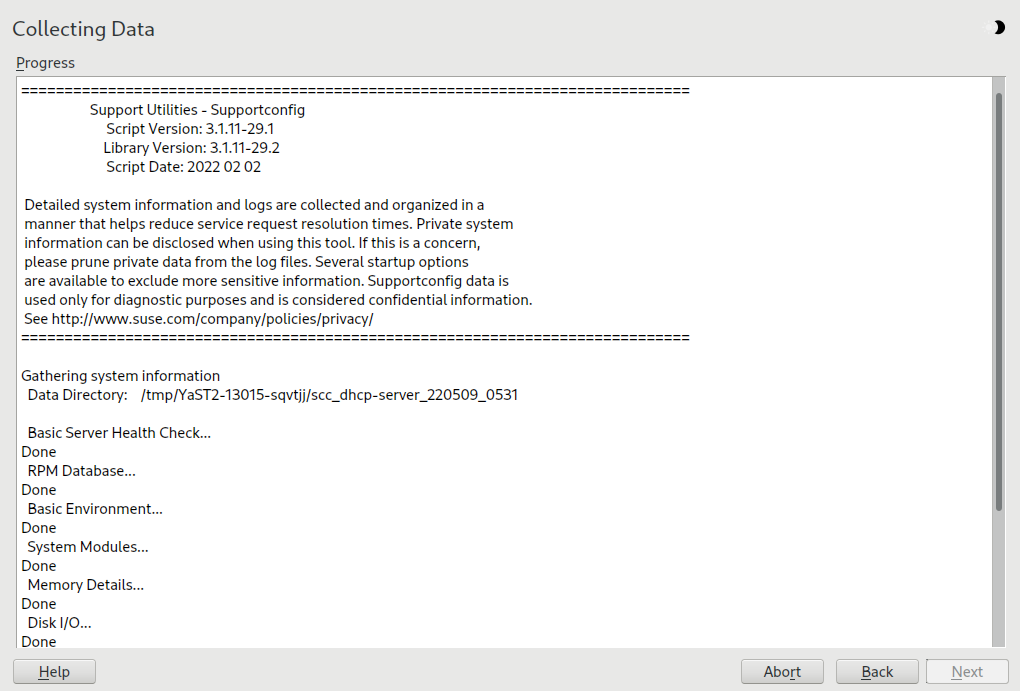 Collecting Data
Progress
================================================================================
Support Utilities - Supportconfig
Script Version: 3.1.11-29.1
Library Version: 3.1.11-29.2
Script Date: 2022 02 02
Detailed system information and logs are collected and organized in a
manner that helps reduce service request resolution times. Private system
information can be disclosed when using this tool. If this is a concern,
please prune private data from the log files. Several startup options
are available to exclude more sensitive information. Supportconfig data is
used only for diagnostic purposes and is considered confidential information.
See http://www.suse.com/company/policies/privacy/
================================================================================
Gathering system information
Data Directory: /tmp/YaST2-13015-sqvtjj/scc_dhcp-server_220509_0531
Basic Server Health Check...
Done
RPM Database...
Done
Basic Environment...
Done
System Modules...
Done
Memory Details...
Done
Disk I/O...
Done
Help Abort Back Next